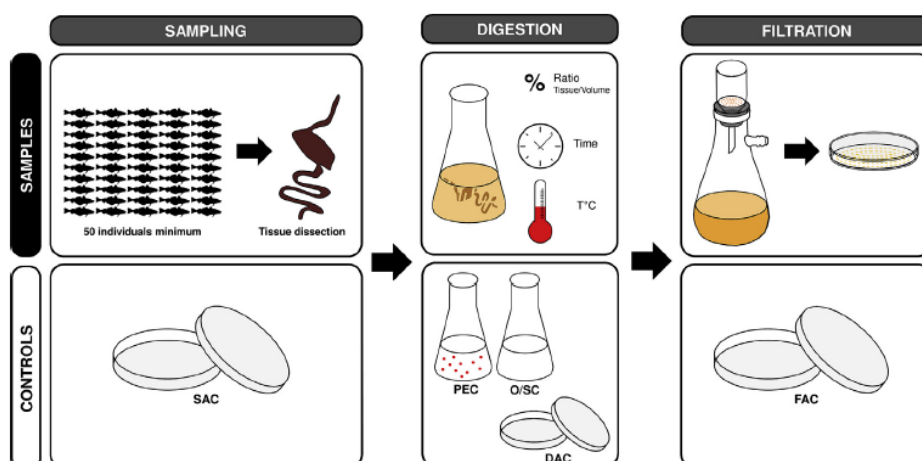 SAMPLING
DIGESTION
FILTRATION
SAMPLES
50 individuals minimum
Tissue dissection
% Ratio
Tissue/Volume
Time
T°C
CONTROLS
SAC
PEC
O/SC
DAC
FAC